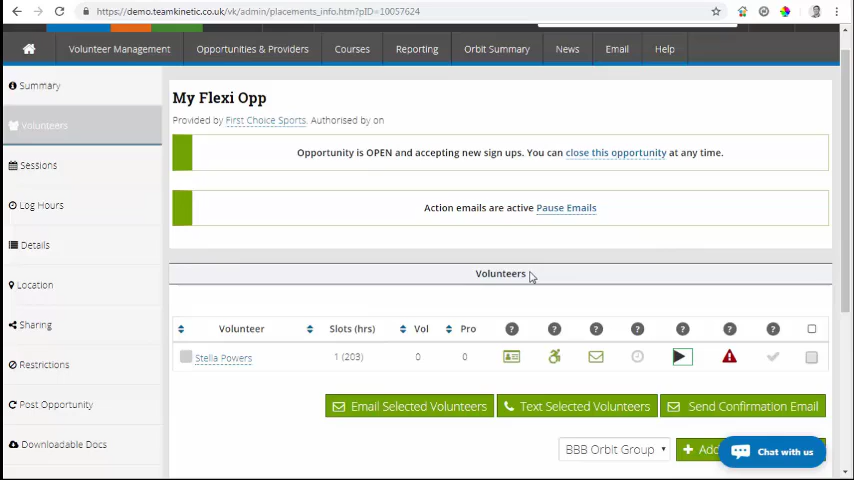 https://demo.teamkinetic.co.uk/vk/admin/placements_info.htm?pID=10057624
Volunteer Management
Opportunities & Providers
Courses
Reporting
Orbit Summary
News
Email
Help
Summary
Volunteers
Sessions
Log Hours
Details
Location
Sharing
Restrictions
Post Opportunity
Downloadable Docs
My Flexi Opp
Provided by First Choice Sports. Authorised by on
Opportunity is OPEN and accepting new sign ups. You can close this opportunity at any time.
Action emails are active Pause Emails
Volunteers
Volunteer Slots (hrs) Vol Pro ? ? ? ? ? ? ?
Stella Powers 1 (203) 0 0
Email Selected Volunteers Text Selected Volunteers Send Confirmation Email
BBB Orbit Group
Chat with us